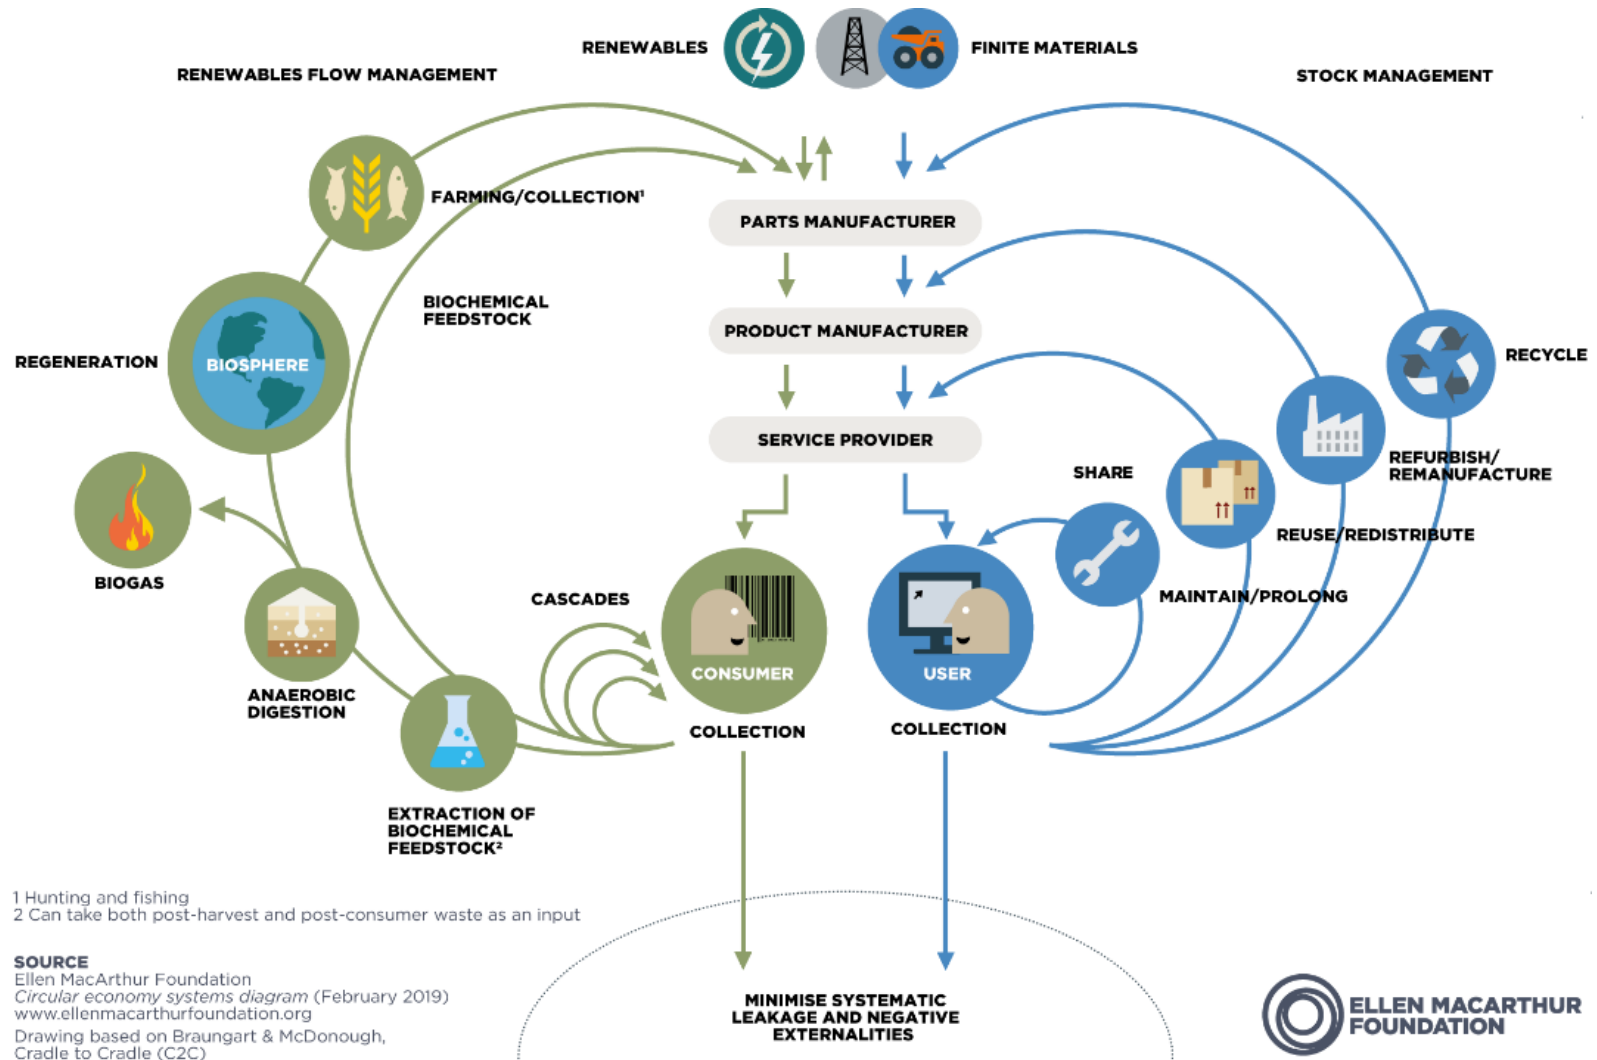 RENEWABLES
FINITE MATERIALS
RENEWABLES FLOW MANAGEMENT
STOCK MANAGEMENT
FARMING/COLLECTION¹
PARTS MANUFACTURER
BIOCHEMICAL
FEEDSTOCK
PRODUCT MANUFACTURER
REGENERATION
BIOSPHERE
RECYCLE
SERVICE PROVIDER
SHARE
REFURBISH/
REMANUFACTURE
REUSE/REDISTRIBUTE
BIOGAS
CASCADES
MAINTAIN/PROLONG
CONSUMER
USER
ANAEROBIC
DIGESTION
COLLECTION
COLLECTION
EXTRACTION OF
BIOCHEMICAL
FEEDSTOCK²
1 Hunting and fishing
2 Can take both post-harvest and post-consumer waste as an input
SOURCE
Ellen MacArthur Foundation
Circular economy systems diagram (February 2019)
www.ellenmacarthurfoundation.org
Drawing based on Braungart & McDonough,
Cradle to Cradle (C2C)
MINIMISE SYSTEMATIC
LEAKAGE AND NEGATIVE
EXTERNALITIES
ELLEN MACARTHUR
FOUNDATION